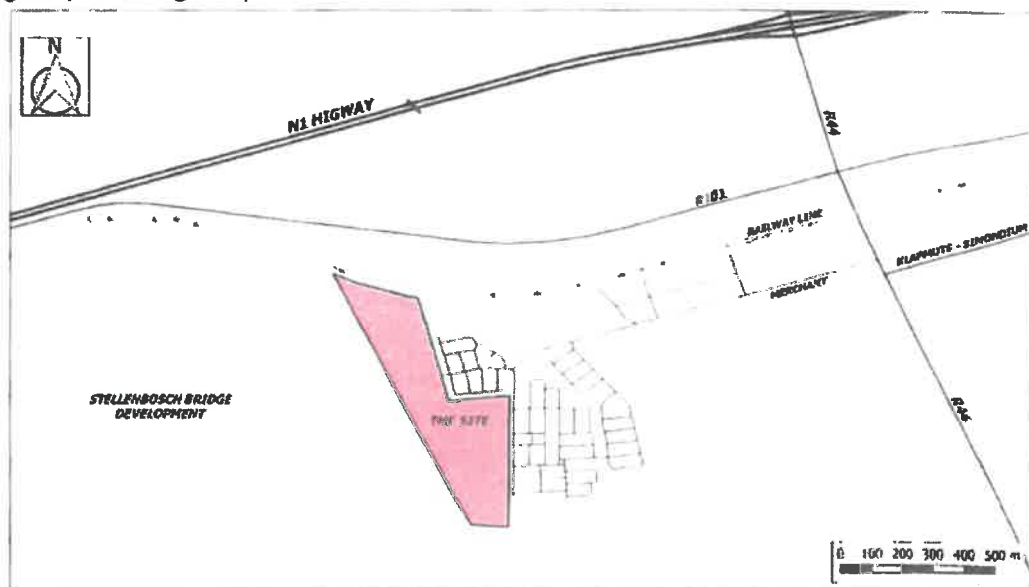 N
N1 HIGWAY
R44
R101
RAILWAY LINE
KLAPMUTS - SIMONDIUM
MERCHANT
STELLENBOSCH BRIDGE
DEVELOPMENT
THE SITE
R46
0 100 200 300 400 500 m